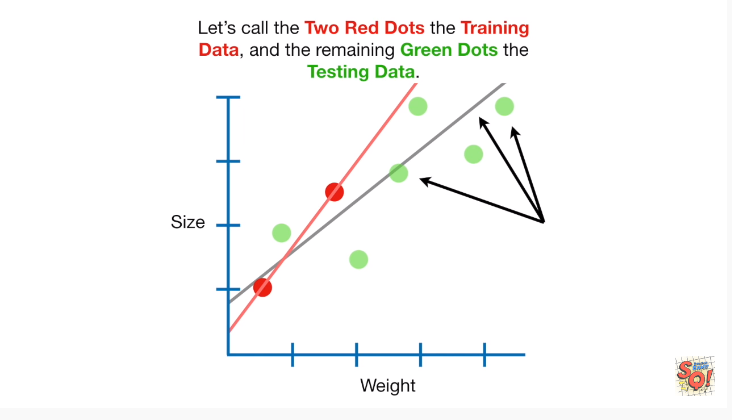 Let's call the Two Red Dots the Training
Data, and the remaining Green Dots the
Testing Data.
Size
Weight
SQ!